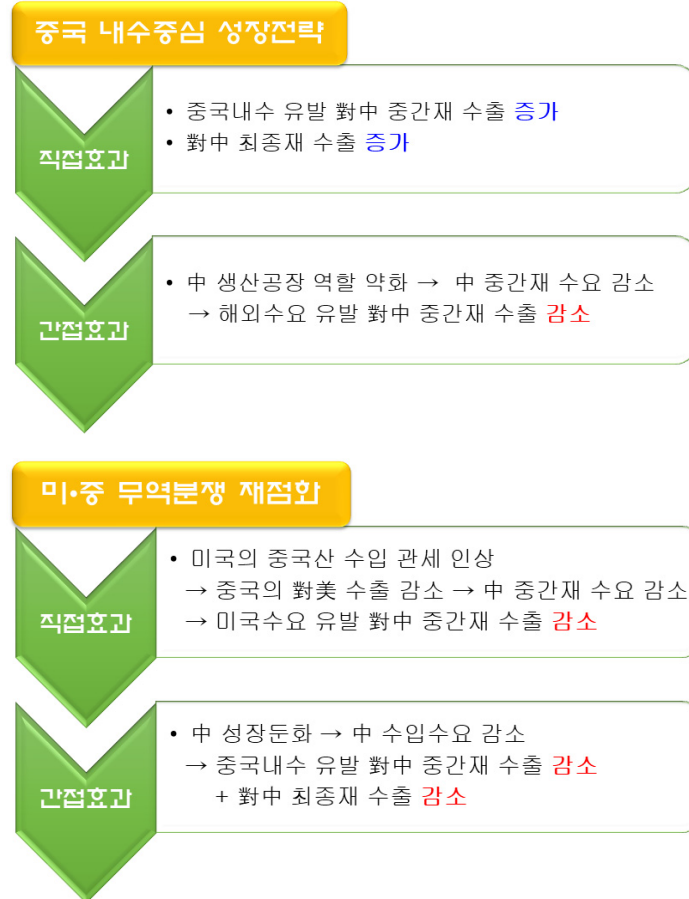 중국 내수중심 성장전략
직접효과
• 중국내수 유발 對中 중간재 수출 증가
• 對中 최종재 수출 증가
간접효과
• 中 생산공장 역할 약화 → 中 중간재 수요 감소
→ 해외수요 유발 對中 중간재 수출 감소
미•중 무역분쟁 재점화
직접효과
• 미국의 중국산 수입 관세 인상
→ 중국의 對美 수출 감소 → 中 중간재 수요 감소
→ 미국수요 유발 對中 중간재 수출 감소
간접효과
• 中 성장둔화 → 中 수입수요 감소
→ 중국내수 유발 對中 중간재 수출 감소
+ 對中 최종재 수출 감소